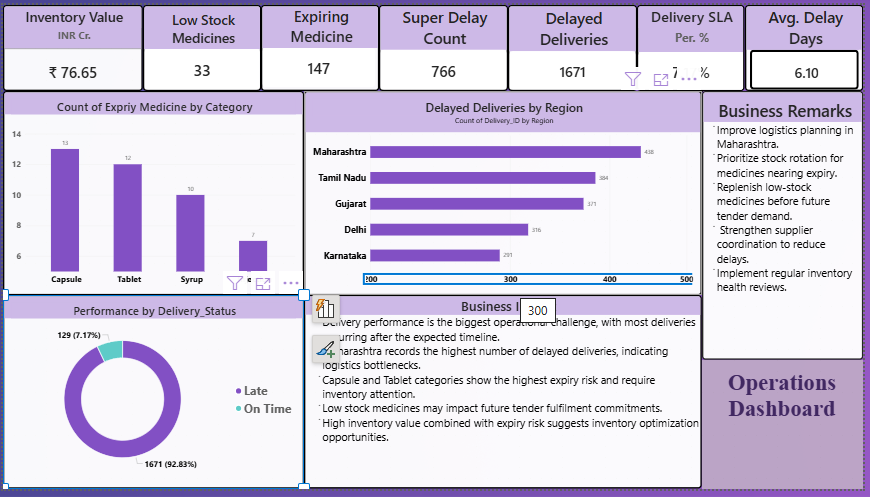 Inventory Value
INR Cr.
₹ 76.65
Low Stock
Medicines
33
Expiring
Medicine
147
Super Delay
Count
766
Delayed
Deliveries
1671
Delivery SLA
Per. %
7 %
Avg. Delay
Days
6.10
Count of Expriy Medicine by Category
14
12
10
8
6
13
12
10
7
Capsule
Tablet
Syrup
Delayed Deliveries by Region
Count of Delivery_ID by Region
Maharashtra
438
Tamil Nadu
384
Gujarat
371
Delhi
316
Karnataka
291
200
300
400
500
Business Remarks
Improve logistics planning in
Maharashtra.
Prioritize stock rotation for
medicines nearing expiry.
Replenish low-stock
medicines before future
tender demand.
Strengthen supplier
coordination to reduce
delays.
Implement regular inventory
health reviews.
Performance by Delivery_Status
129 (7.17%)
1671 (92.83%)
Late
On Time
Business I
300
Delivery performance is the biggest operational challenge, with most deliveries
urring after the expected timeline.
harashtra records the highest number of delayed deliveries, indicating
logistics bottlenecks.
Capsule and Tablet categories show the highest expiry risk and require
inventory attention.
Low stock medicines may impact future tender fulfilment commitments.
High inventory value combined with expiry risk suggests inventory optimization
opportunities.
Operations
Dashboard